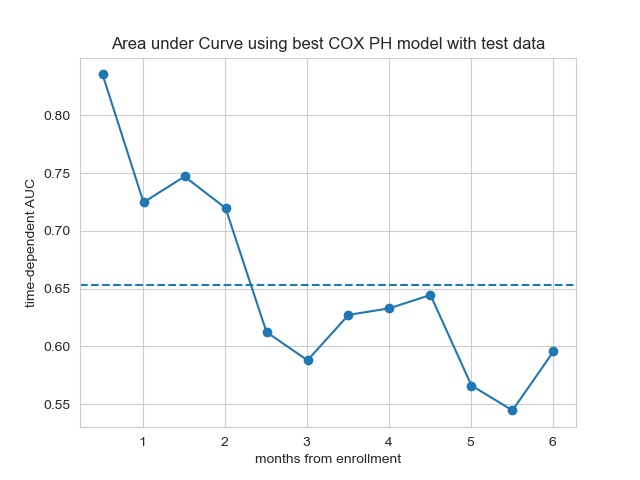 Area under Curve using best COX PH model with test data
time-dependent AUC
0.80
0.75
0.70
0.65
0.60
0.55
1 2 3 4 5 6
months from enrollment